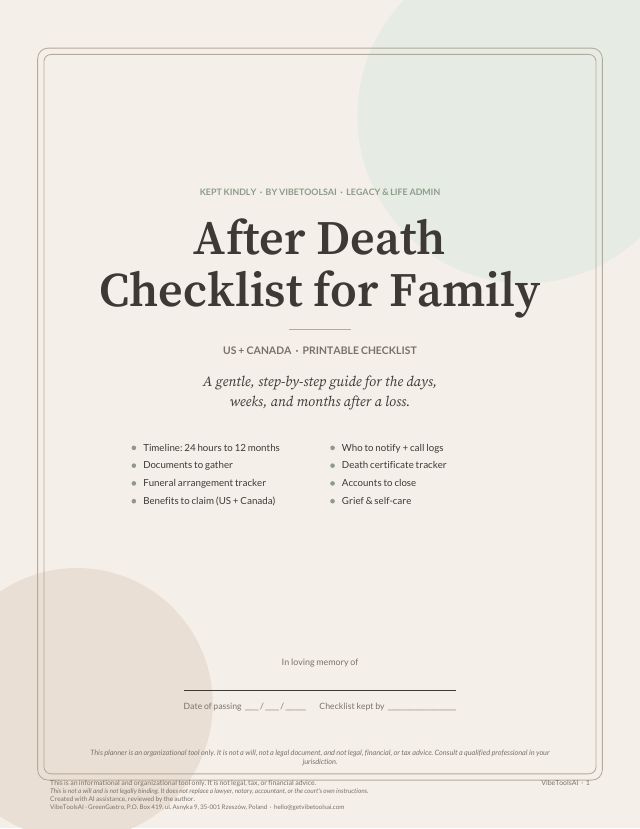 KEPT KINDLY · BY VIBETOOLSAI · LEGACY & LIFE ADMIN
After Death
Checklist for Family
US + CANADA · PRINTABLE CHECKLIST
A gentle, step-by-step guide for the days,
weeks, and months after a loss.
Timeline: 24 hours to 12 months
Documents to gather
Funeral arrangement tracker
Benefits to claim (US + Canada)
Who to notify + call logs
Death certificate tracker
Accounts to close
Grief & self-care
In loving memory of
Date of passing ___ / ___ / _____ Checklist kept by ________________
This planner is an organizational tool only. It is not a will, not a legal document, and not legal, financial, or tax advice. Consult a qualified professional in your
jurisdiction.
This is an informational and organizational tool only. It is not legal, tax, or financial advice.
VibeToolsAI · 1
This is not a will and is not legally binding. It does not replace a lawyer, notary, accountant, or the court's own instructions.
Created with AI assistance, reviewed by the author.
VibeToolsAI · GreenGastro, P.O. Box 419, ul. Asnyka 9, 35-001 Rzeszów, Poland · hello@getvibetoolsai.com